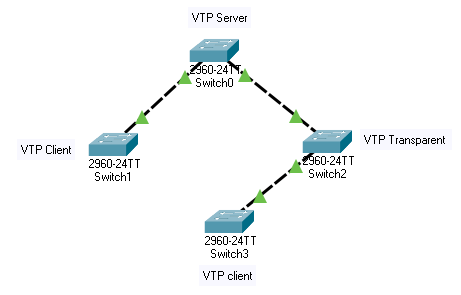 VTP Server
2960-24TT
Switch0
VTP Client
2960-24TT
Switch1
VTP Transparent
2960-24TT
Switch2
2960-24TT
Switch3
VTP client